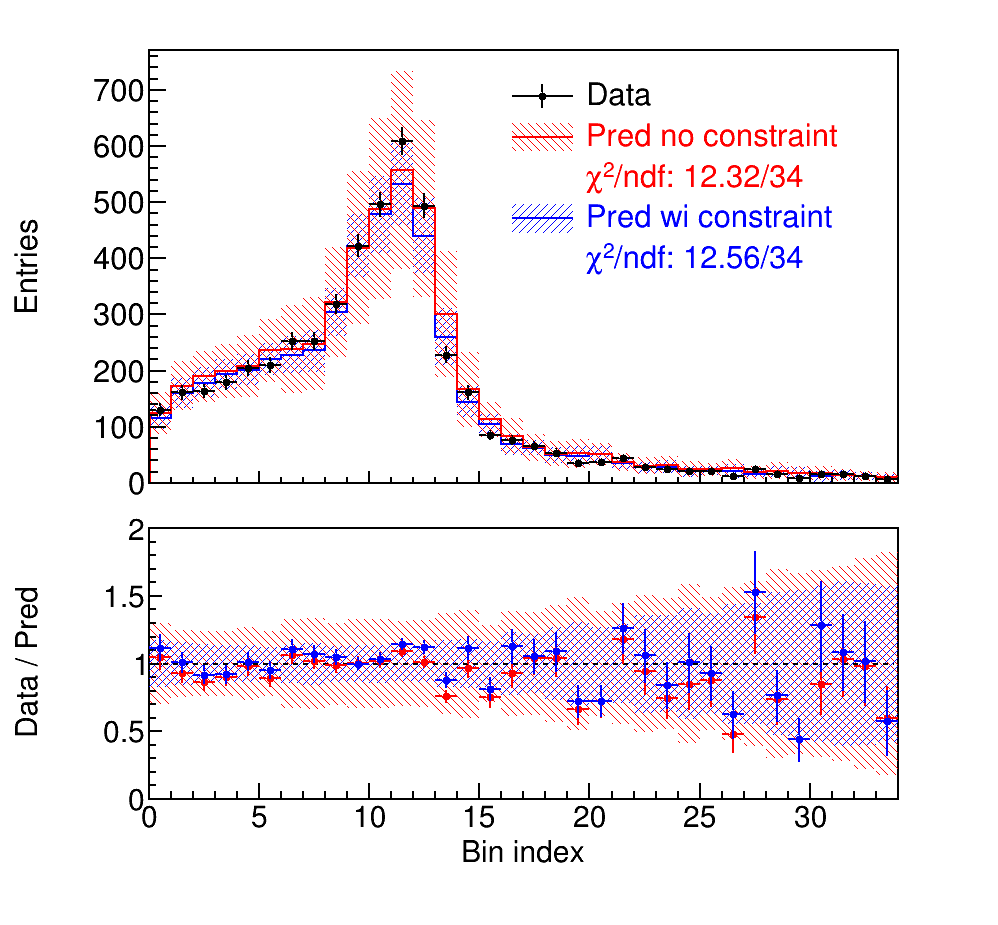 700
600
500
400
300
200
100
0
Entries
Data
Pred no constraint
χ²/ndf: 12.32/34
Pred wi constraint
χ²/ndf: 12.56/34
2
1.5
1
0.5
0
Data / Pred
0 5 10 15 20 25 30
Bin index